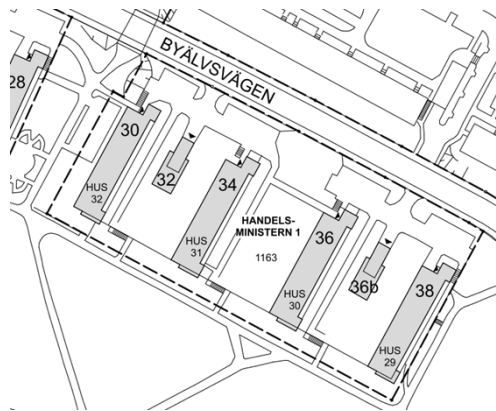 BYÄLVSVÄGEN
28
30
HUS
32
32
34
HUS
31
HANDELS-
MINISTERN 1
1163
36
HUS
30
36b
38
HUS
29